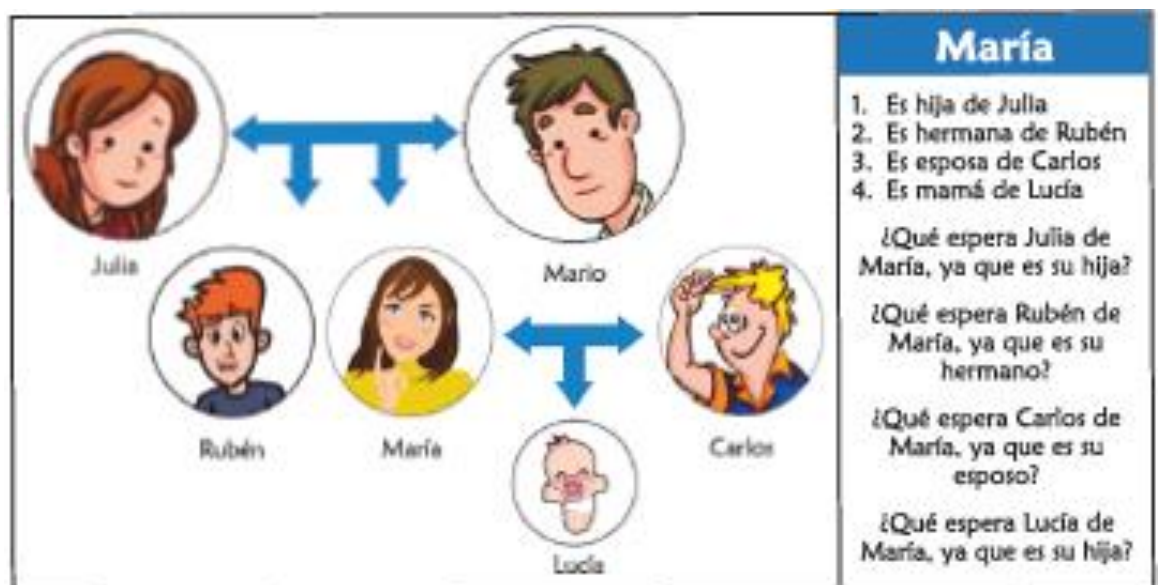 Julia
Mario
Rubén
María
Carlos
Lucía
María
1. Es hija de Julia
2. Es hermana de Rubén
3. Es esposa de Carlos
4. Es mamá de Lucía
¿Qué espera Julia de
María, ya que es su hija?
¿Qué espera Rubén de
María, ya que es su
hermano?
¿Qué espera Carlos de
María, ya que es su
esposo?
¿Qué espera Lucía de
María, ya que es su hija?